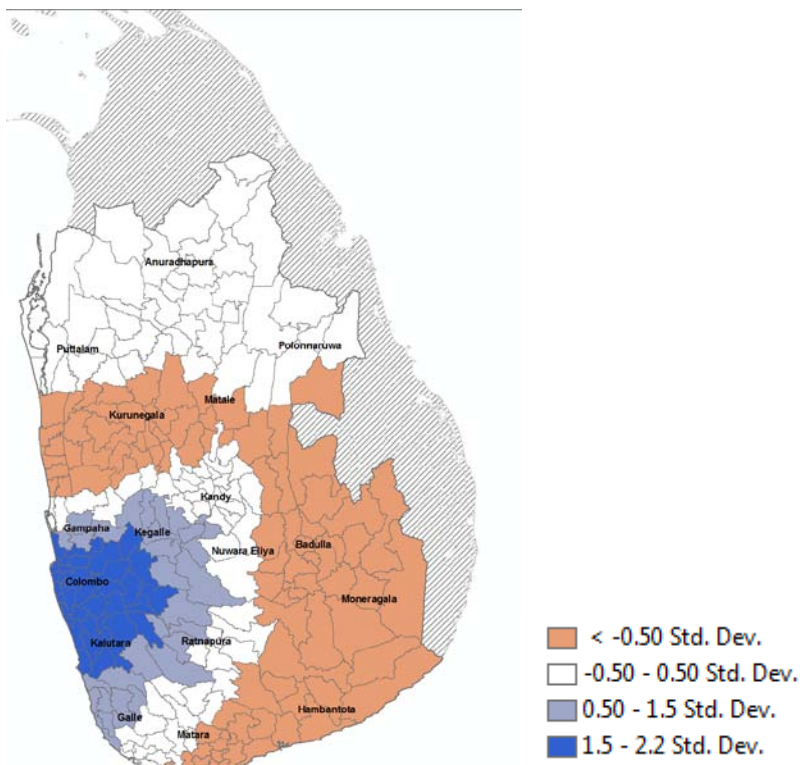 Anuradhapura
Puttalam
Polonnaruwa
Matale
Kurunegala
Kandy
Gampaha
Kegalle
Nuwara Eliya
Badulla
Colombo
Moneragala
Kalutara
Ratnapura
Hambantota
Galle
Matara
< -0.50 Std. Dev.
-0.50 - 0.50 Std. Dev.
0.50 - 1.5 Std. Dev.
1.5 - 2.2 Std. Dev.